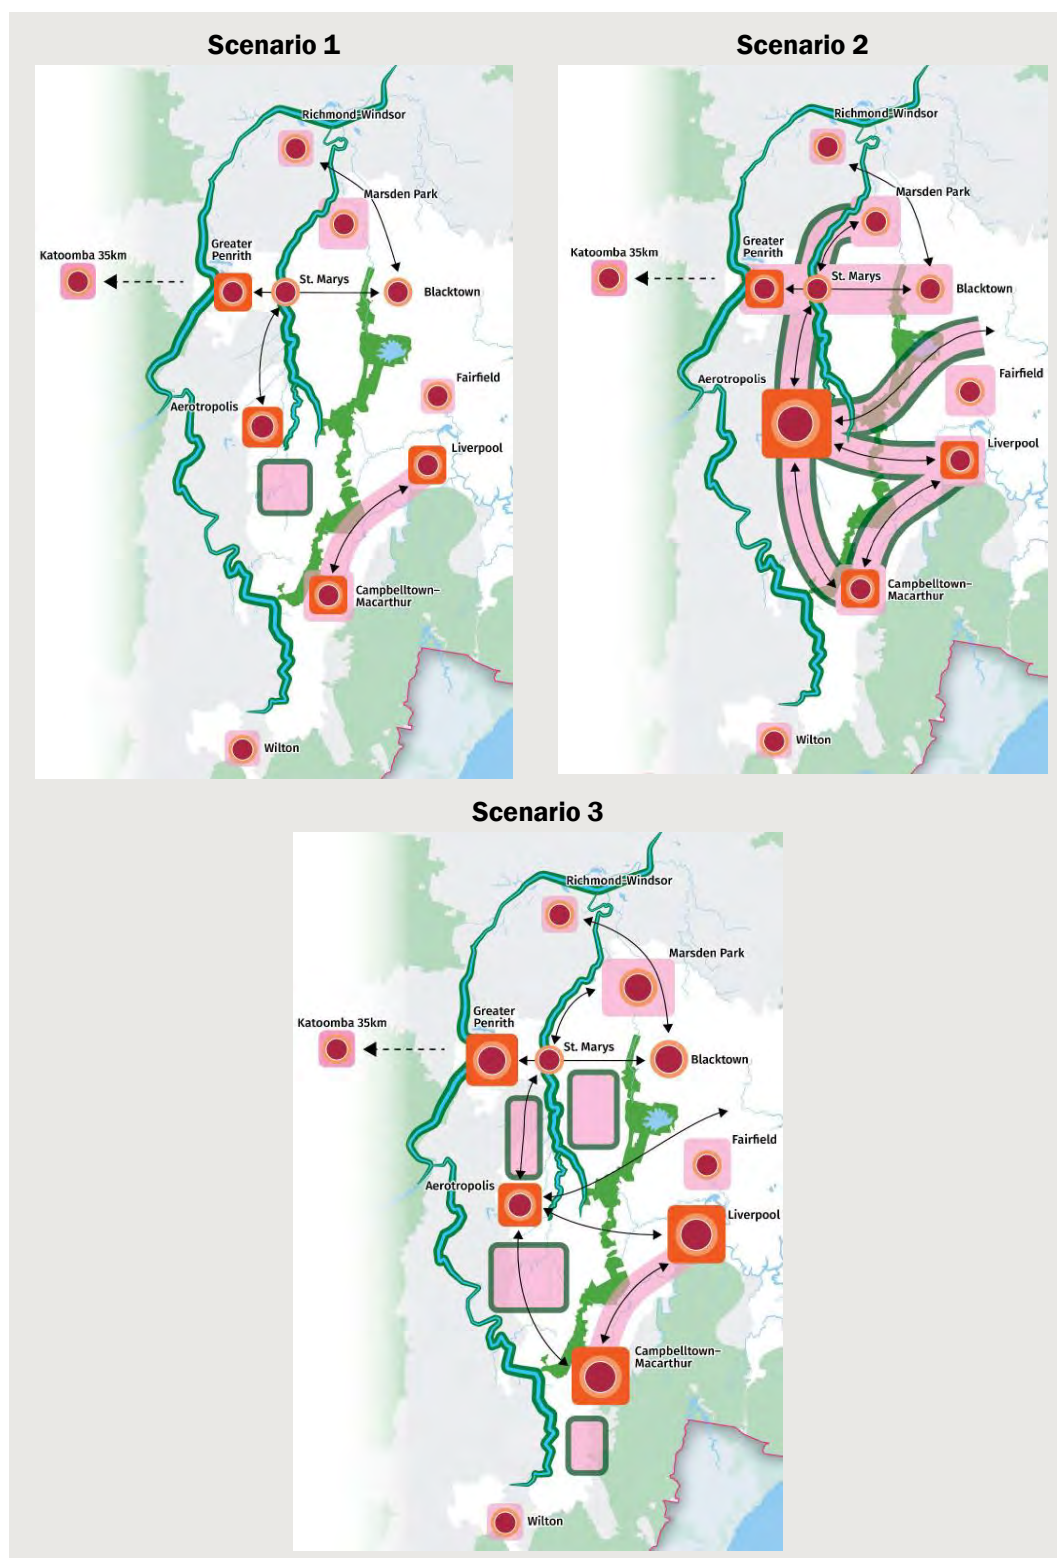 Scenario 1
Richmond-Windsor
Marsden Park
Greater
Penrith
Katoomba 35km
St. Marys
Blacktown
Fairfield
Aerotropolis
Liverpool
Campbelltown–
Macarthur
Wilton
Scenario 2
Richmond-Windsor
Marsden Park
Greater
Penrith
Katoomba 35km
St. Marys
Blacktown
Fairfield
Aerotropolis
Liverpool
Campbelltown–
Macarthur
Wilton
Scenario 3
Richmond-Windsor
Marsden Park
Greater
Penrith
Katoomba 35km
St. Marys
Blacktown
Fairfield
Aerotropolis
Liverpool
Campbelltown–
Macarthur
Wilton